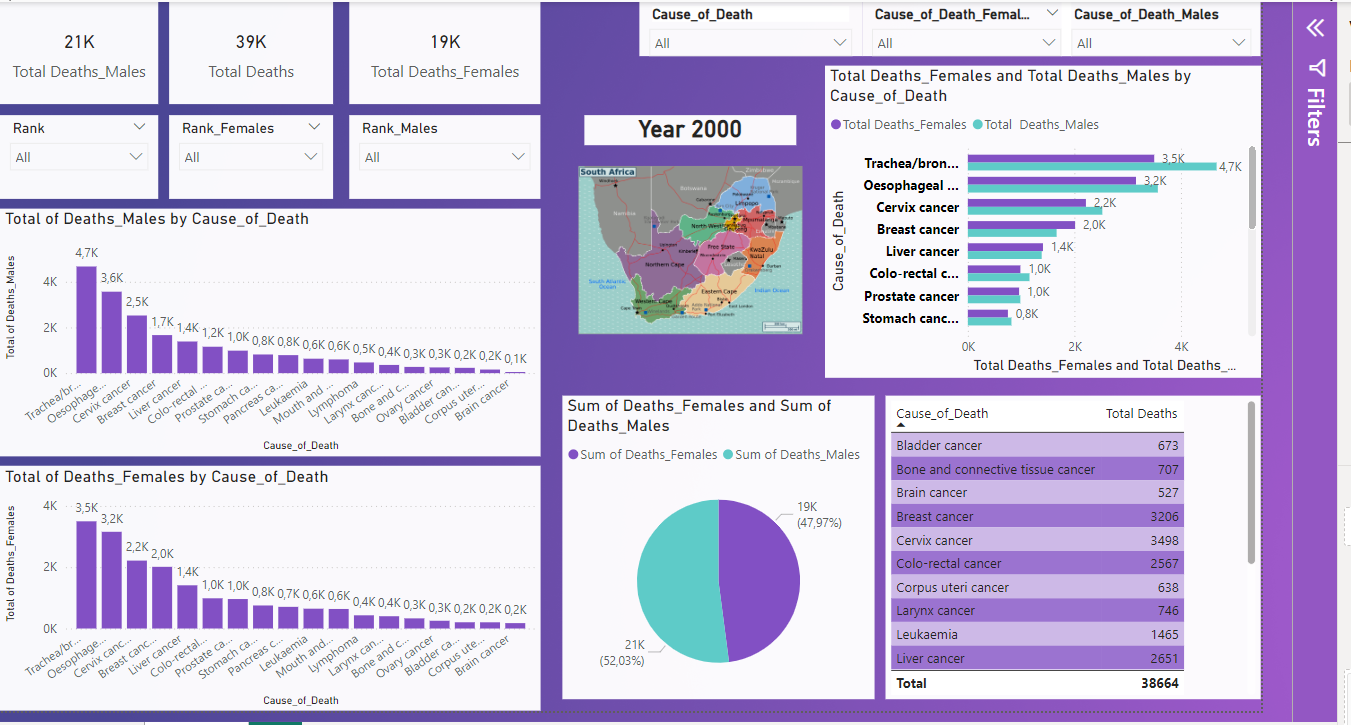 21K
Total Deaths_Males
39K
Total Deaths
19K
Total Deaths_Females
Cause_of_Death
All
Cause_of_Death_Femal...
All
Cause_of_Death_Males
All
Filters
Rank
All
Rank_Females
All
Rank_Males
All
Year 2000
South Africa
Botswana
Namibia
Limpopo
Mpumalanga
North West
Gauteng
Free State
KwaZulu
Natal
Northern Cape
Eastern Cape
Western Cape
South Atlantic
Ocean
Indian Ocean
Total Deaths_Females and Total Deaths_Males by
Cause_of_Death
Total Deaths_Females
Total Deaths_Males
Cause_of_Death
Trachea/bron...
3,5K
4,7K
Oesophageal ...
3,2K
Cervix cancer
2,2K
Breast cancer
2,0K
Liver cancer
1,4K
Colo-rectal c...
1,0K
Prostate cancer
1,0K
Stomach canc...
0,8K
0K
2K
4K
Total Deaths_Females and Total Deaths_...
Total of Deaths_Males by Cause_of_Death
Total of Deaths_Males
4K
2K
0K
4,7K
3,6K
2,5K
1,7K
1,4K
1,2K
1,0K
0,8K
0,8K
0,6K
0,6K
0,5K
0,4K
0,3K
0,3K
0,2K
0,2K
0,1K
Trachea/br...
Oesophage...
Cervix cancer
Breast cancer
Liver cancer
Colo-rectal ...
Prostate ca...
Stomach ca...
Pancreas ca...
Leukaemia
Mouth and ...
Lymphoma
Larynx canc...
Bone and c...
Ovary cancer
Bladder can...
Corpus uter...
Brain cancer
Cause_of_Death
Total of Deaths_Females by Cause_of_Death
Total of Deaths_Females
4K
2K
0K
3,5K
3,2K
2,2K
2,0K
1,4K
1,0K
1,0K
0,8K
0,7K
0,6K
0,6K
0,4K
0,4K
0,3K
0,3K
0,2K
0,2K
0,2K
Trachea/br...
Oesophage...
Cervix canc...
Breast canc...
Liver cancer
Colo-rectal...
Prostate ca...
Stomach ca...
Pancreas c...
Leukaemia
Mouth and...
Lymphoma
Larynx can...
Bone and c...
Ovary cancer
Bladder ca...
Corpus ute...
Brain cancer
Cause_of_Death
Sum of Deaths_Females and Sum of
Deaths_Males
Sum of Deaths_Females
Sum of Deaths_Males
19K
(47,97%)
21K
(52,03%)
Cause_of_Death Total Deaths
Bladder cancer 673
Bone and connective tissue cancer 707
Brain cancer 527
Breast cancer 3206
Cervix cancer 3498
Colo-rectal cancer 2567
Corpus uteri cancer 638
Larynx cancer 746
Leukaemia 1465
Liver cancer 2651
Total 38664